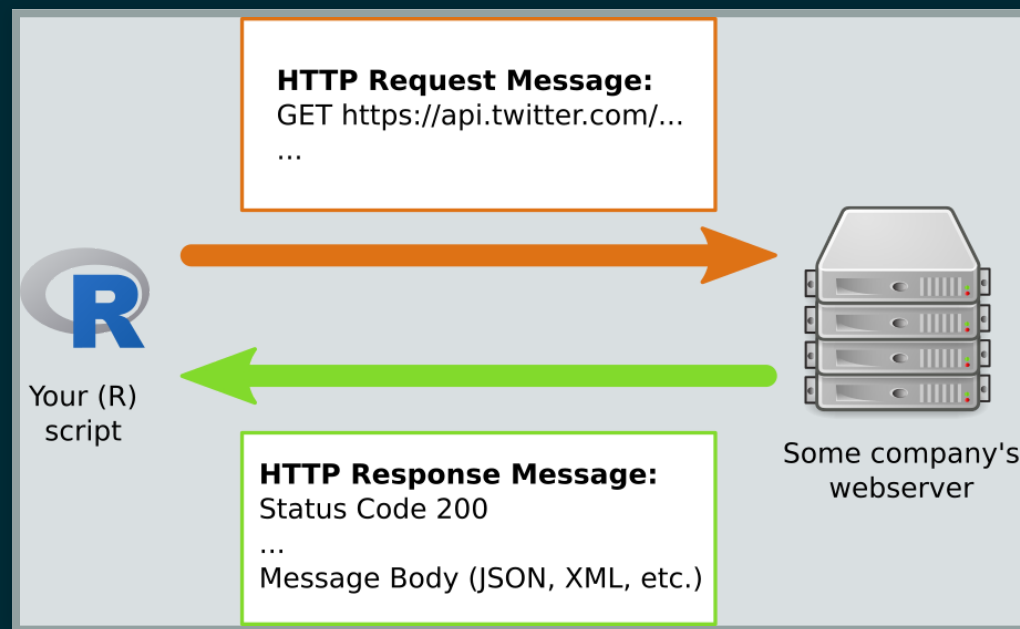 HTTP Request Message:
GET https://api.twitter.com/...
...
R
Your (R)
script
Some company's
webserver
HTTP Response Message:
Status Code 200
...
Message Body (JSON, XML, etc.)